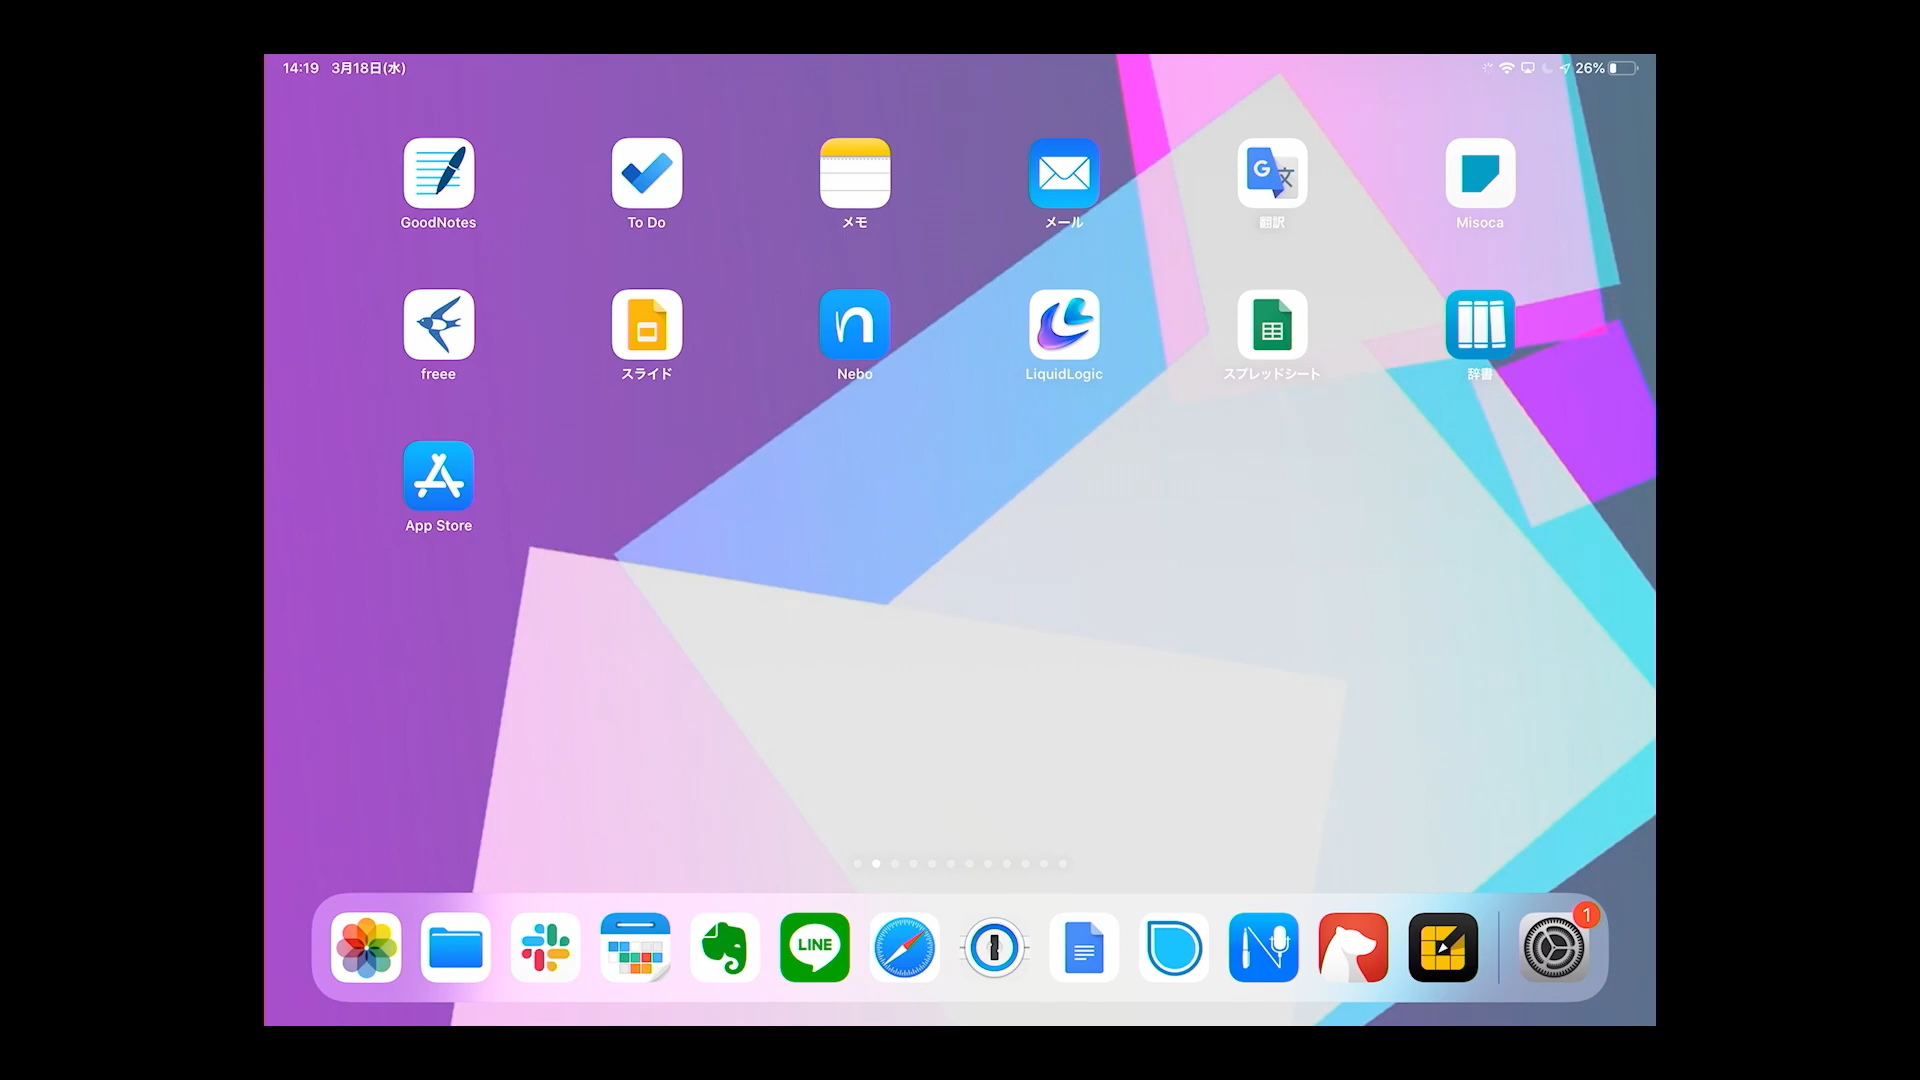 14:19 3月18日(水)
26%
GoodNotes
To Do
メモ
メール
翻訳
Misoca
freee
スライド
Nebo
LiquidLogic
スプレッドシート
辞書
App Store
LINE
1